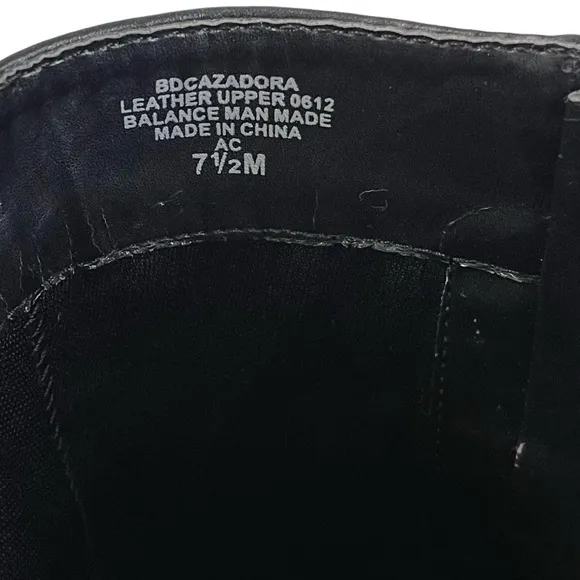 BDCAZADORA
LEATHER UPPER 0612
BALANCE MAN MADE
MADE IN CHINA
AC
7½M